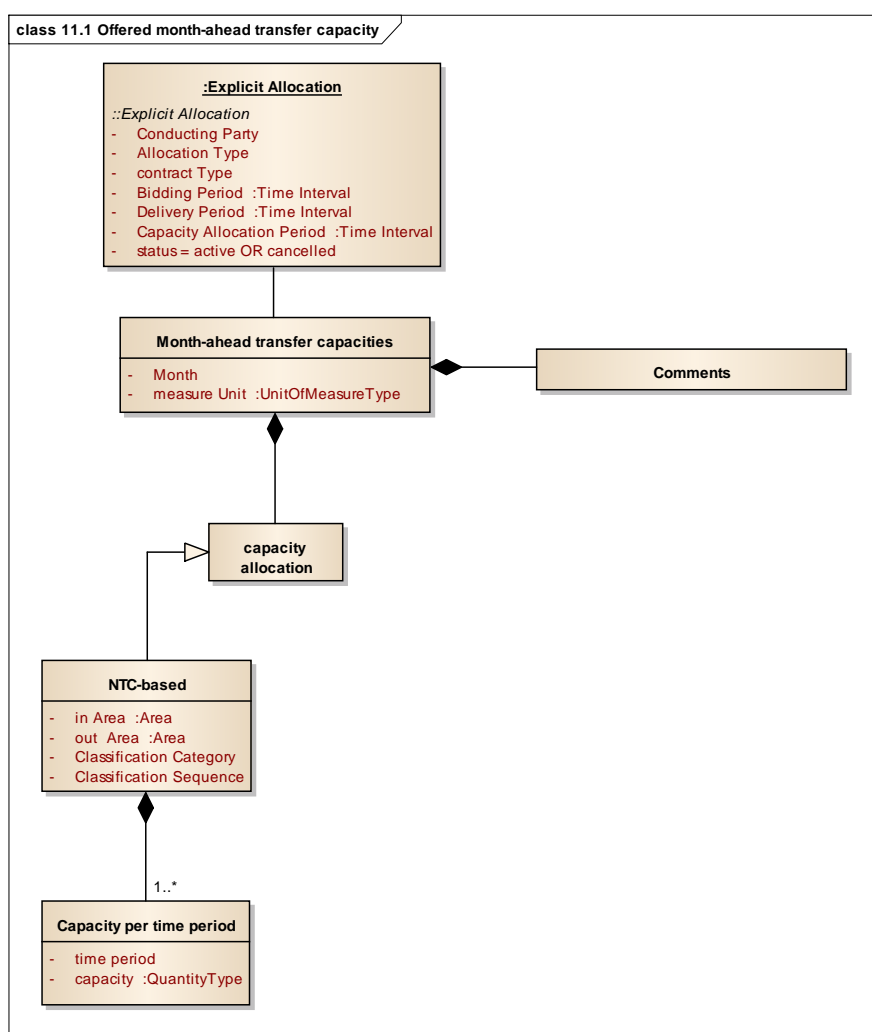 class 11.1 Offered month-ahead transfer capacity
:Explicit Allocation
::Explicit Allocation
- Conducting Party
- Allocation Type
- contract Type
- Bidding Period :Time Interval
- Delivery Period :Time Interval
- Capacity Allocation Period :Time Interval
- status = active OR cancelled
Month-ahead transfer capacities
- Month
- measure Unit :UnitOfMeasureType
Comments
capacity
allocation
NTC-based
- in Area :Area
- out Area :Area
- Classification Category
- Classification Sequence
1..*
Capacity per time period
- time period
- capacity :QuantityType